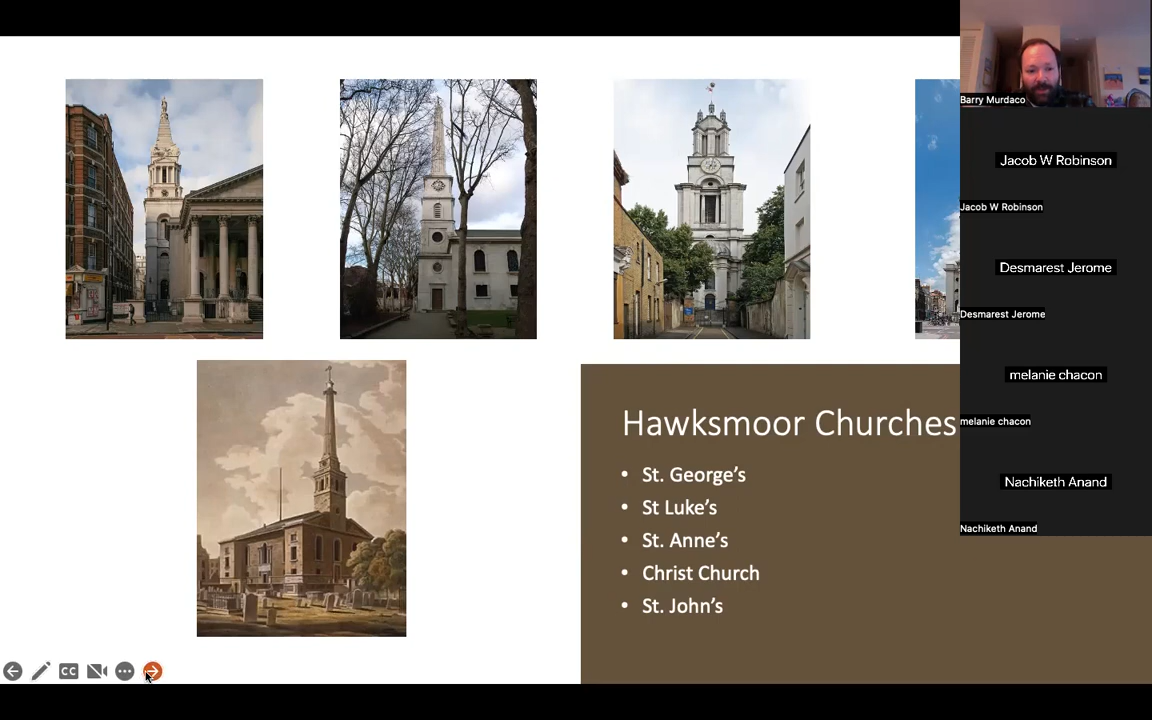 Barry Murdaco
Jacob W Robinson
Jacob W Robinson
Desmarest Jerome
Desmarest Jerome
melanie chacon
melanie chacon
Nachiketh Anand
Nachiketh Anand
Hawksmoor Churches
• St. George’s
• St Luke’s
• St. Anne’s
• Christ Church
• St. John’s
CC